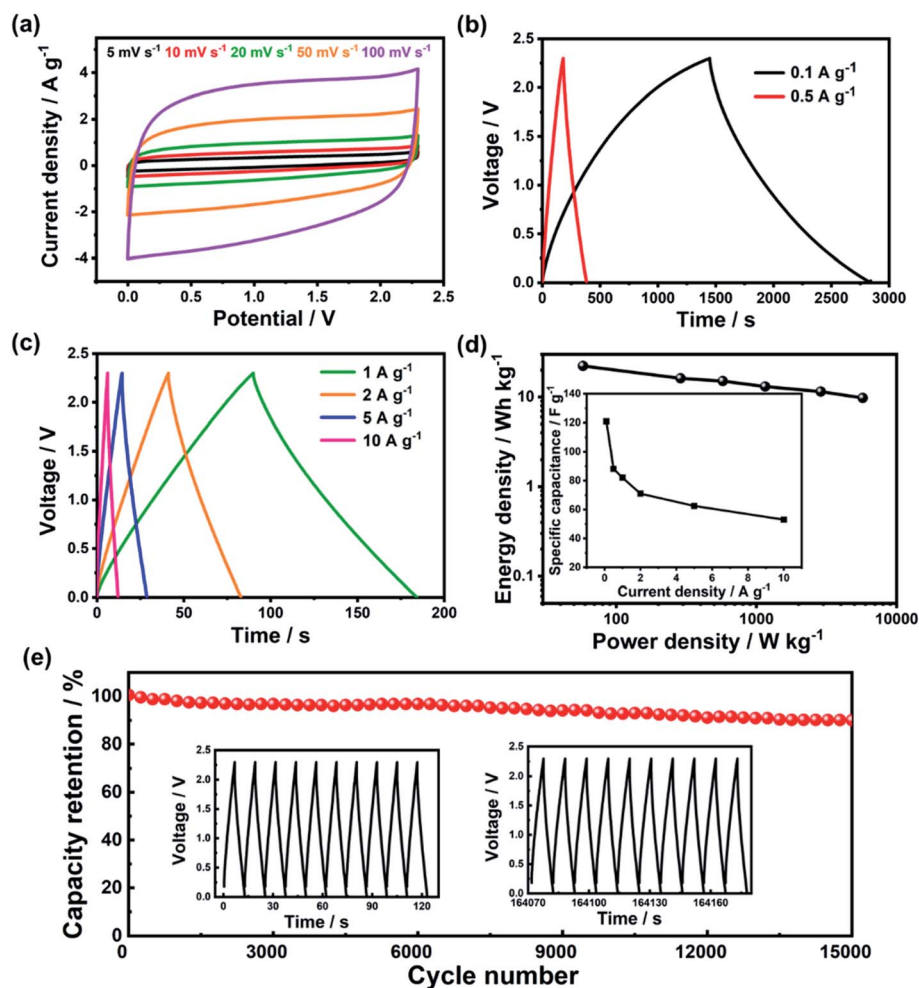 (a)
5 mV s⁻¹ 10 mV s⁻¹ 20 mV s⁻¹ 50 mV s⁻¹ 100 mV s⁻¹
Current density / A g⁻¹
4
2
0
-2
-4
0.0 0.5 1.0 1.5 2.0 2.5
Potential / V
(b)
0.1 A g⁻¹
0.5 A g⁻¹
Voltage / V
2.5
2.0
1.5
1.0
0.5
0.0
0 500 1000 1500 2000 2500 3000
Time / s
(c)
1 A g⁻¹
2 A g⁻¹
5 A g⁻¹
10 A g⁻¹
Voltage / V
2.5
2.0
1.5
1.0
0.5
0.0
0 50 100 150 200
Time / s
(d)
Energy density / Wh kg⁻¹
10
1
0.1
100 1000 10000
Power density / W kg⁻¹
Specific capacitance / F g⁻¹
140
120
100
80
60
40
20
0 2 4 6 8 10
Current density / A g⁻¹
(e)
Capacity retention / %
100
80
60
40
20
0
0 3000 6000 9000 12000 15000
Cycle number
Voltage / V
2.5
2.0
1.5
1.0
0.5
0.0
0 30 60 90 120
Time / s
Voltage / V
2.5
2.0
1.5
1.0
0.5
0.0
164070 164100 164130 164160
Time / s